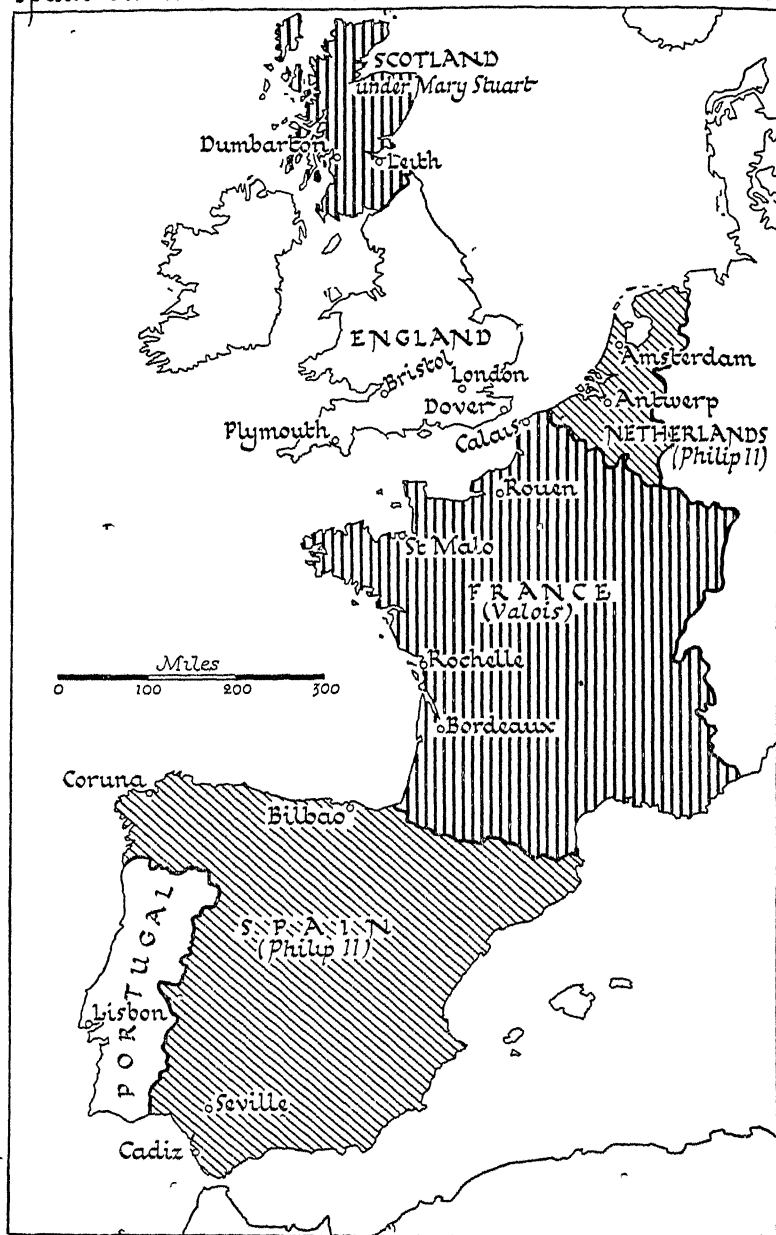 SCOTLAND
under Mary Stuart
Dumbarton
Leith
ENGLAND
Bristol
London
Dover
Plymouth
Calais
Amsterdam
Antwerp
NETHERLANDS
(Philip II)
Rouen
St Malo
FRANCE
(Valois)
Miles
0 100 200 300
Rochelle
Bordeaux
Coruna
Bilbao
SPAIN
(Philip II)
PORTUGAL
Lisbon
Seville
Cadiz